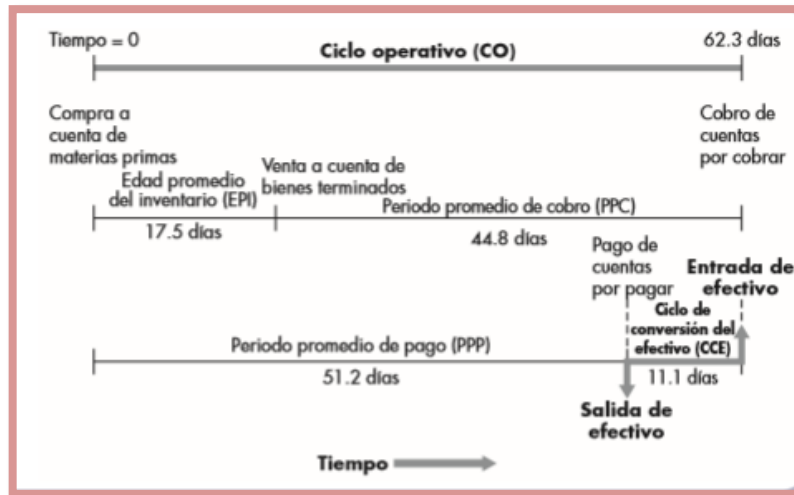 Tiempo = 0
Ciclo operativo (CO)
62.3 días
Compra a
cuenta de
materias primas
Cobro de
cuentas
por cobrar
Edad promedio
del inventario (EPI)
17.5 días
Venta a cuenta de
bienes terminados
Periodo promedio de cobro (PPC)
44.8 días
Pago de
cuentas
por pagar
Entrada de
efectivo
Ciclo de
conversión del
efectivo (CCE)
Periodo promedio de pago (PPP)
51.2 días
11.1 días
Salida de
efectivo
Tiempo